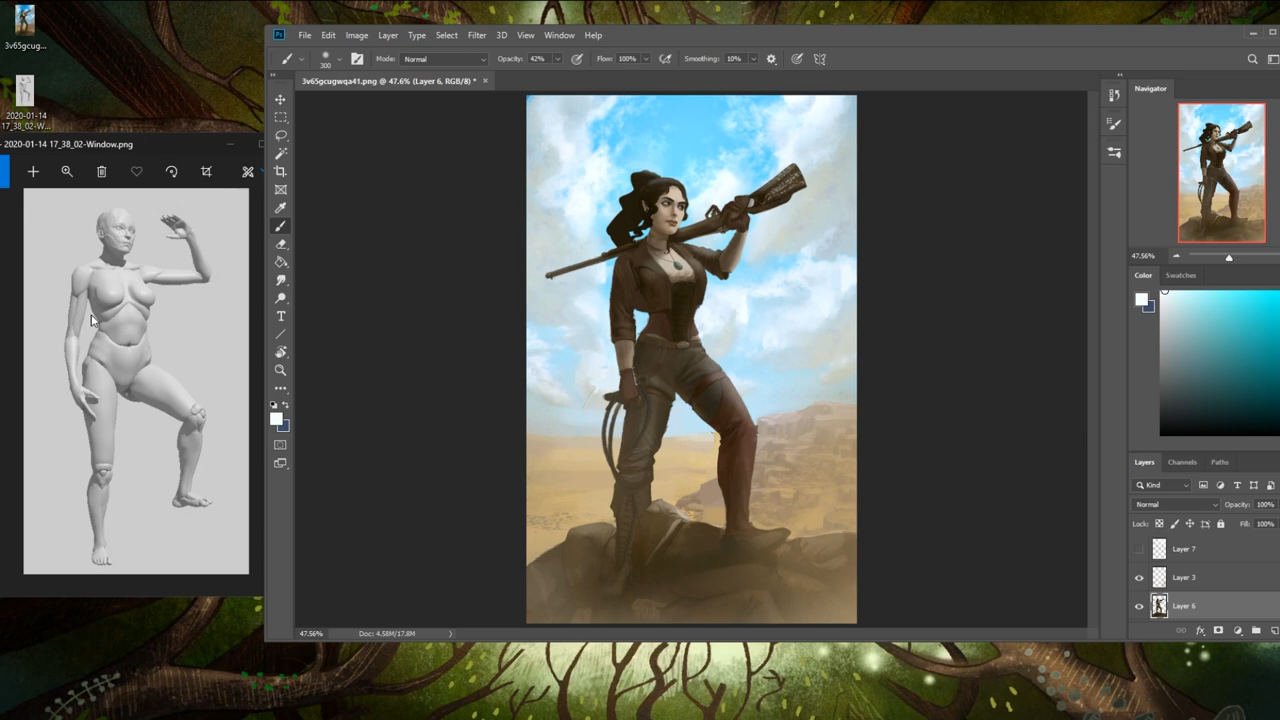 3v65gcug...
2020-01-14
17_38_02-W...
- 2020-01-14 17_38_02-Window.png
Ps File Edit Image Layer Type Select Filter 3D View Window Help
300 Mode: Normal Opacity: 42% Flow: 100% Smoothing: 10%
3v65gcugwqa41.png @ 47.6% (Layer 6, RGB/8) * ×
Navigator
47.56%
Color Swatches
Layers Channels Paths
Kind
Normal Opacity: 100%
Lock: Fill: 100%
Layer 7
Layer 3
Layer 6
fx
47.56% Doc: 4.58M/17.8M